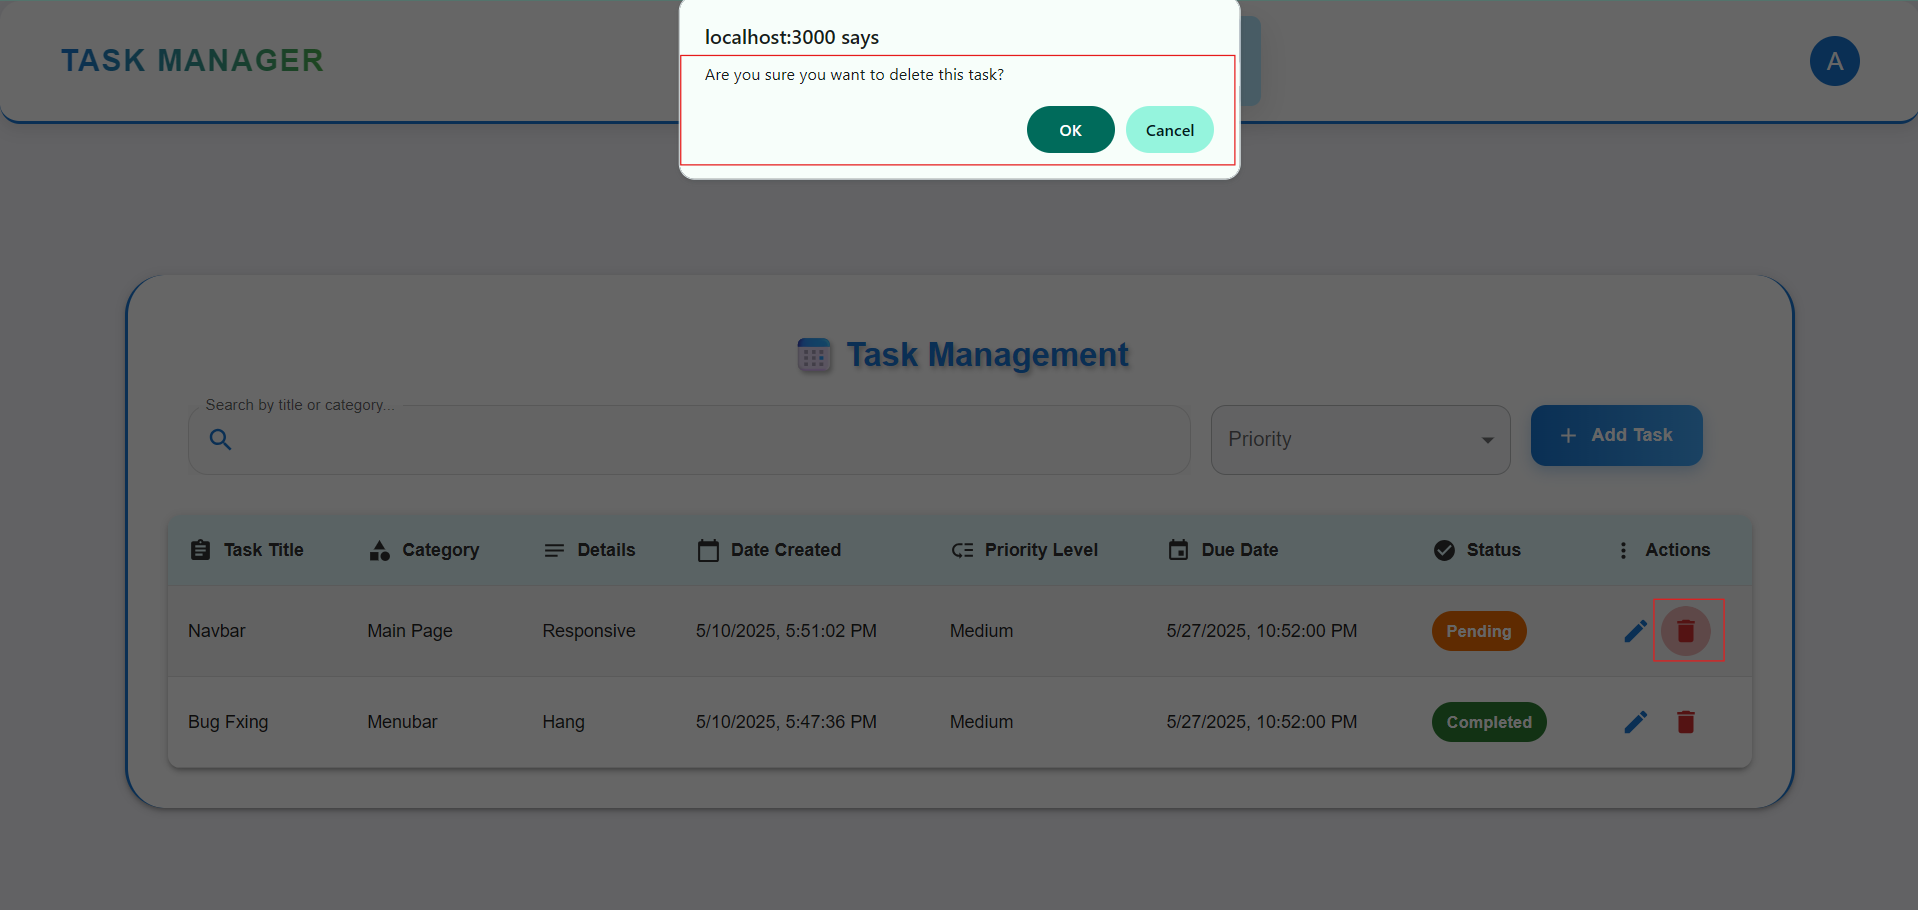 localhost:3000 says
Are you sure you want to delete this task?
OK Cancel
TASK MANAGER
A
Task Management
Search by title or category...
Priority
+ Add Task
Task Title Category Details Date Created Priority Level Due Date Status Actions
Navbar Main Page Responsive 5/10/2025, 5:51:02 PM Medium 5/27/2025, 10:52:00 PM Pending
Bug Fxing Menubar Hang 5/10/2025, 5:47:36 PM Medium 5/27/2025, 10:52:00 PM Completed